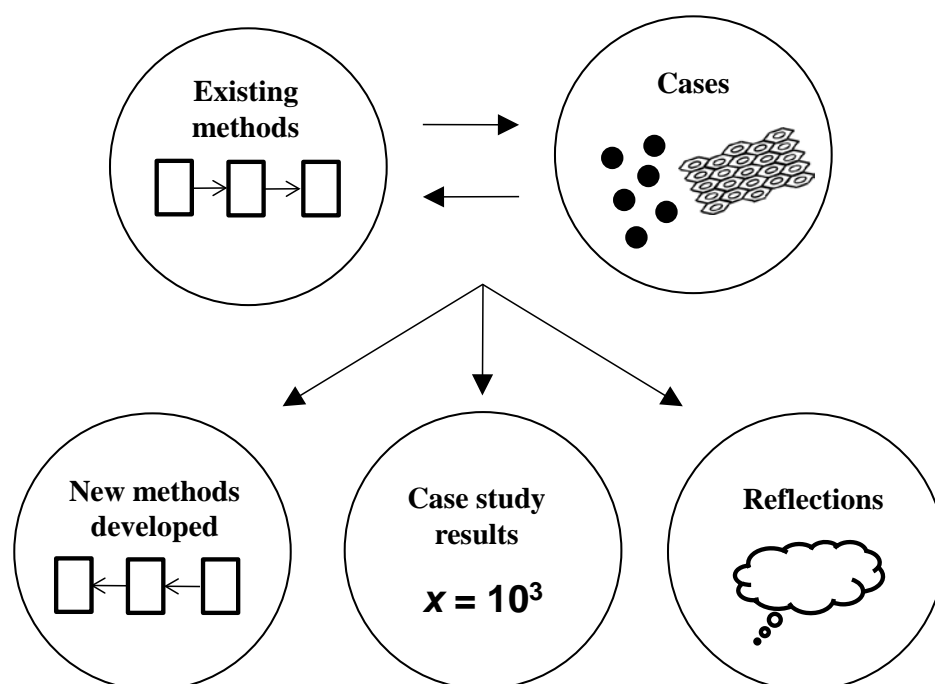 Existing
methods
Cases
New methods
developed
Case study
results
x = 10³
Reflections